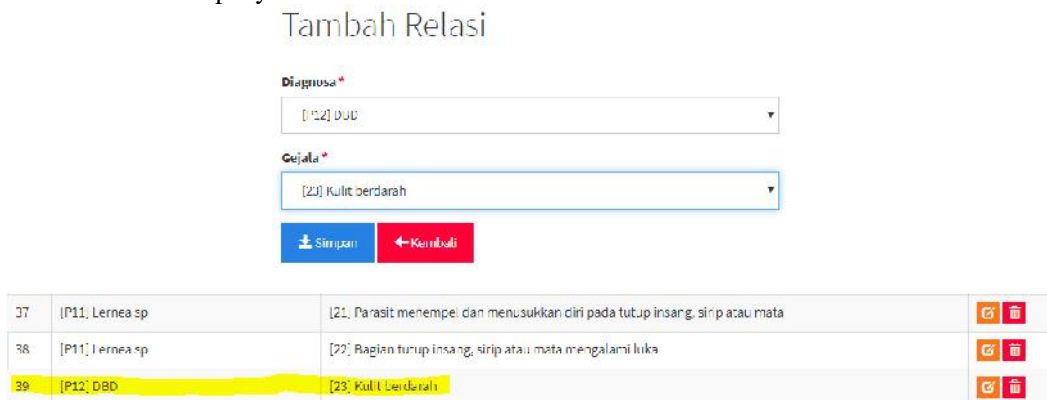 Tambah Relasi
Diagnosa *
[P12] DBD
Gejala *
[23] Kulit berdarah
Simpan Kembali
37 [P11] Lernea sp [21] Parasit menempel dan menusukkan diri pada tutup insang, sirip atau mata
38 [P11] Lernea sp [22] Bagian tutup insang, sirip atau mata mengalami luka
39 [P12] DBD [23] Kulit berdarah